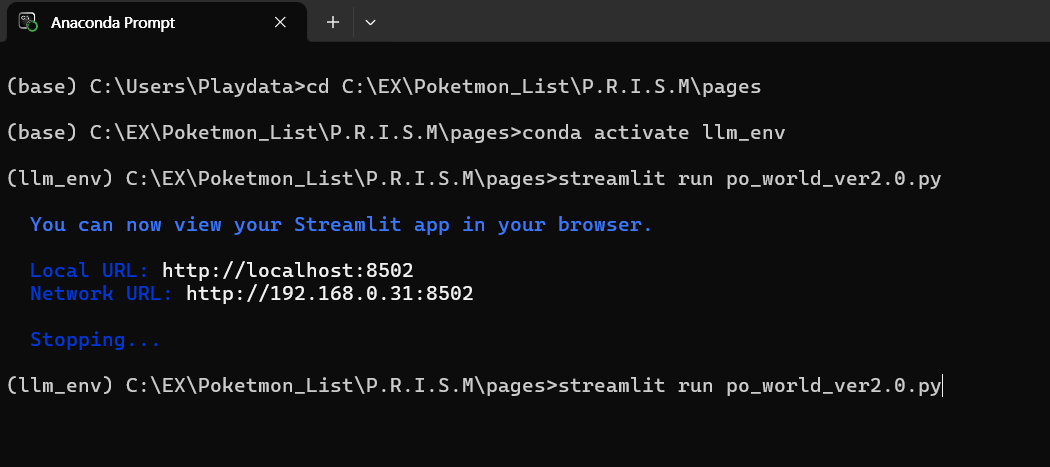 Anaconda Prompt
(base) C:\Users\Playdata>cd C:\EX\Poketmon_List\P.R.I.S.M\pages
(base) C:\EX\Poketmon_List\P.R.I.S.M\pages>conda activate llm_env
(llm_env) C:\EX\Poketmon_List\P.R.I.S.M\pages>streamlit run po_world_ver2.0.py
You can now view your Streamlit app in your browser.
Local URL: http://localhost:8502
Network URL: http://192.168.0.31:8502
Stopping...
(llm_env) C:\EX\Poketmon_List\P.R.I.S.M\pages>streamlit run po_world_ver2.0.py